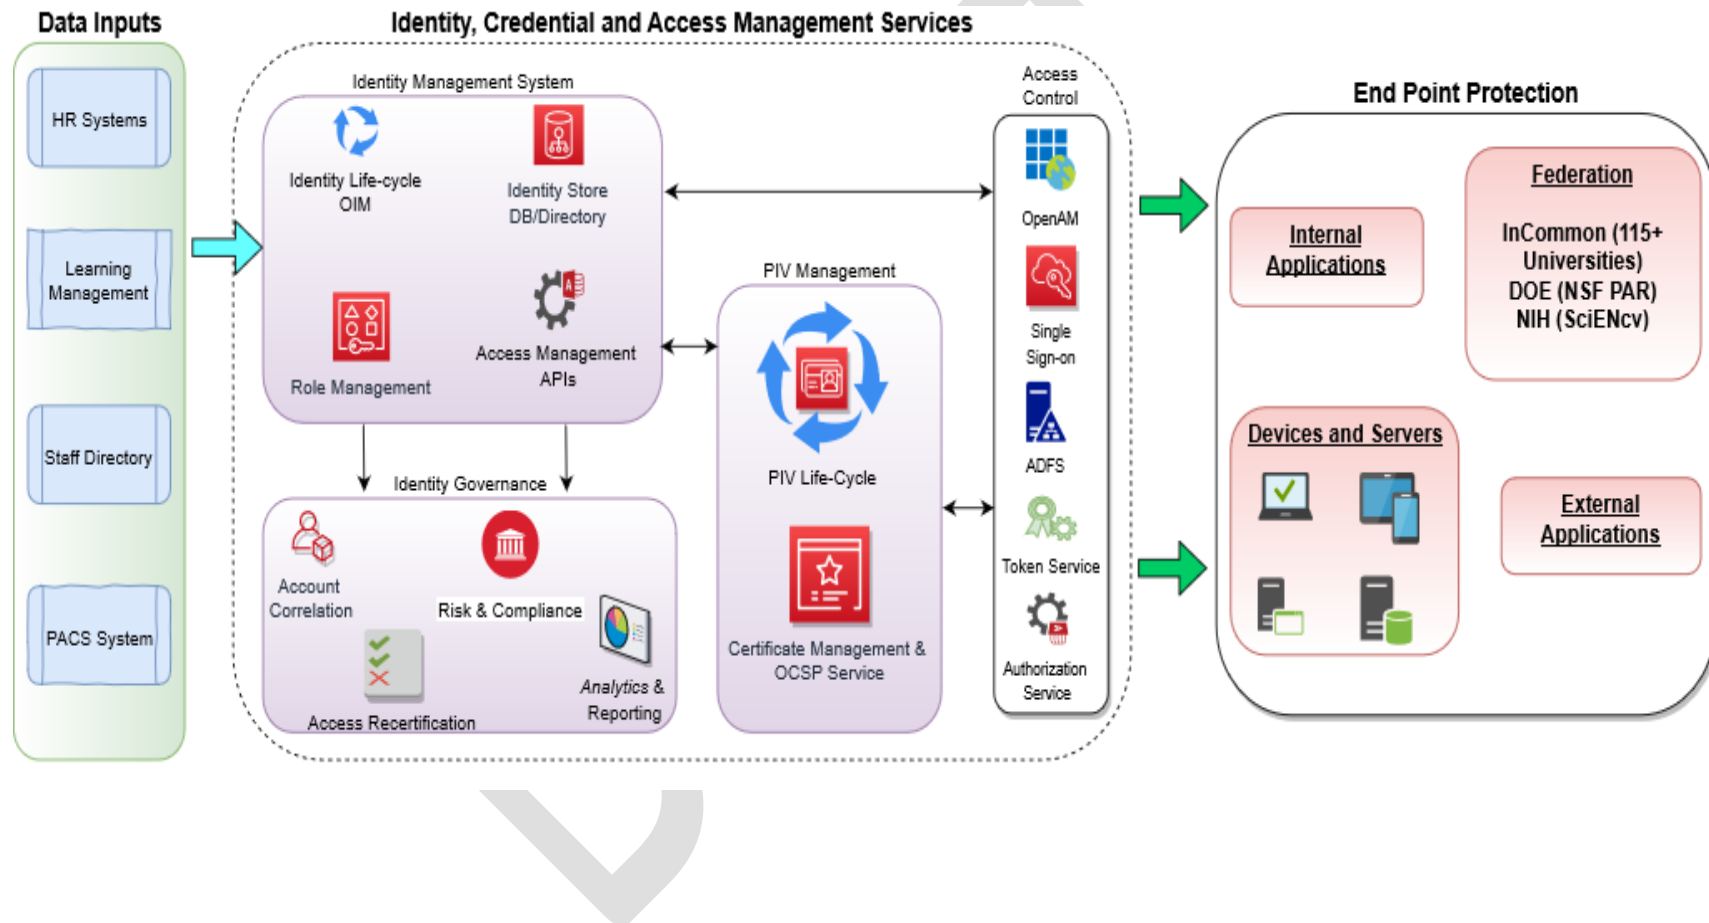 Data Inputs
HR Systems
Learning
Management
Staff Directory
PACS System
Identity, Credential and Access Management Services
Identity Management System
Identity Life-cycle
OIM
Identity Store
DB/Directory
Role Management
Access Management
APIs
Identity Governance
Account
Correlation
Risk & Compliance
Access Recertification
Analytics &
Reporting
PIV Management
PIV Life-Cycle
Certificate Management &
OCSP Service
Access
Control
OpenAM
Single
Sign-on
ADFS
Token Service
Authorization
Service
End Point Protection
Internal
Applications
Federation
InCommon (115+
Universities)
DOE (NSF PAR)
NIH (SciENcv)
Devices and Servers
External
Applications